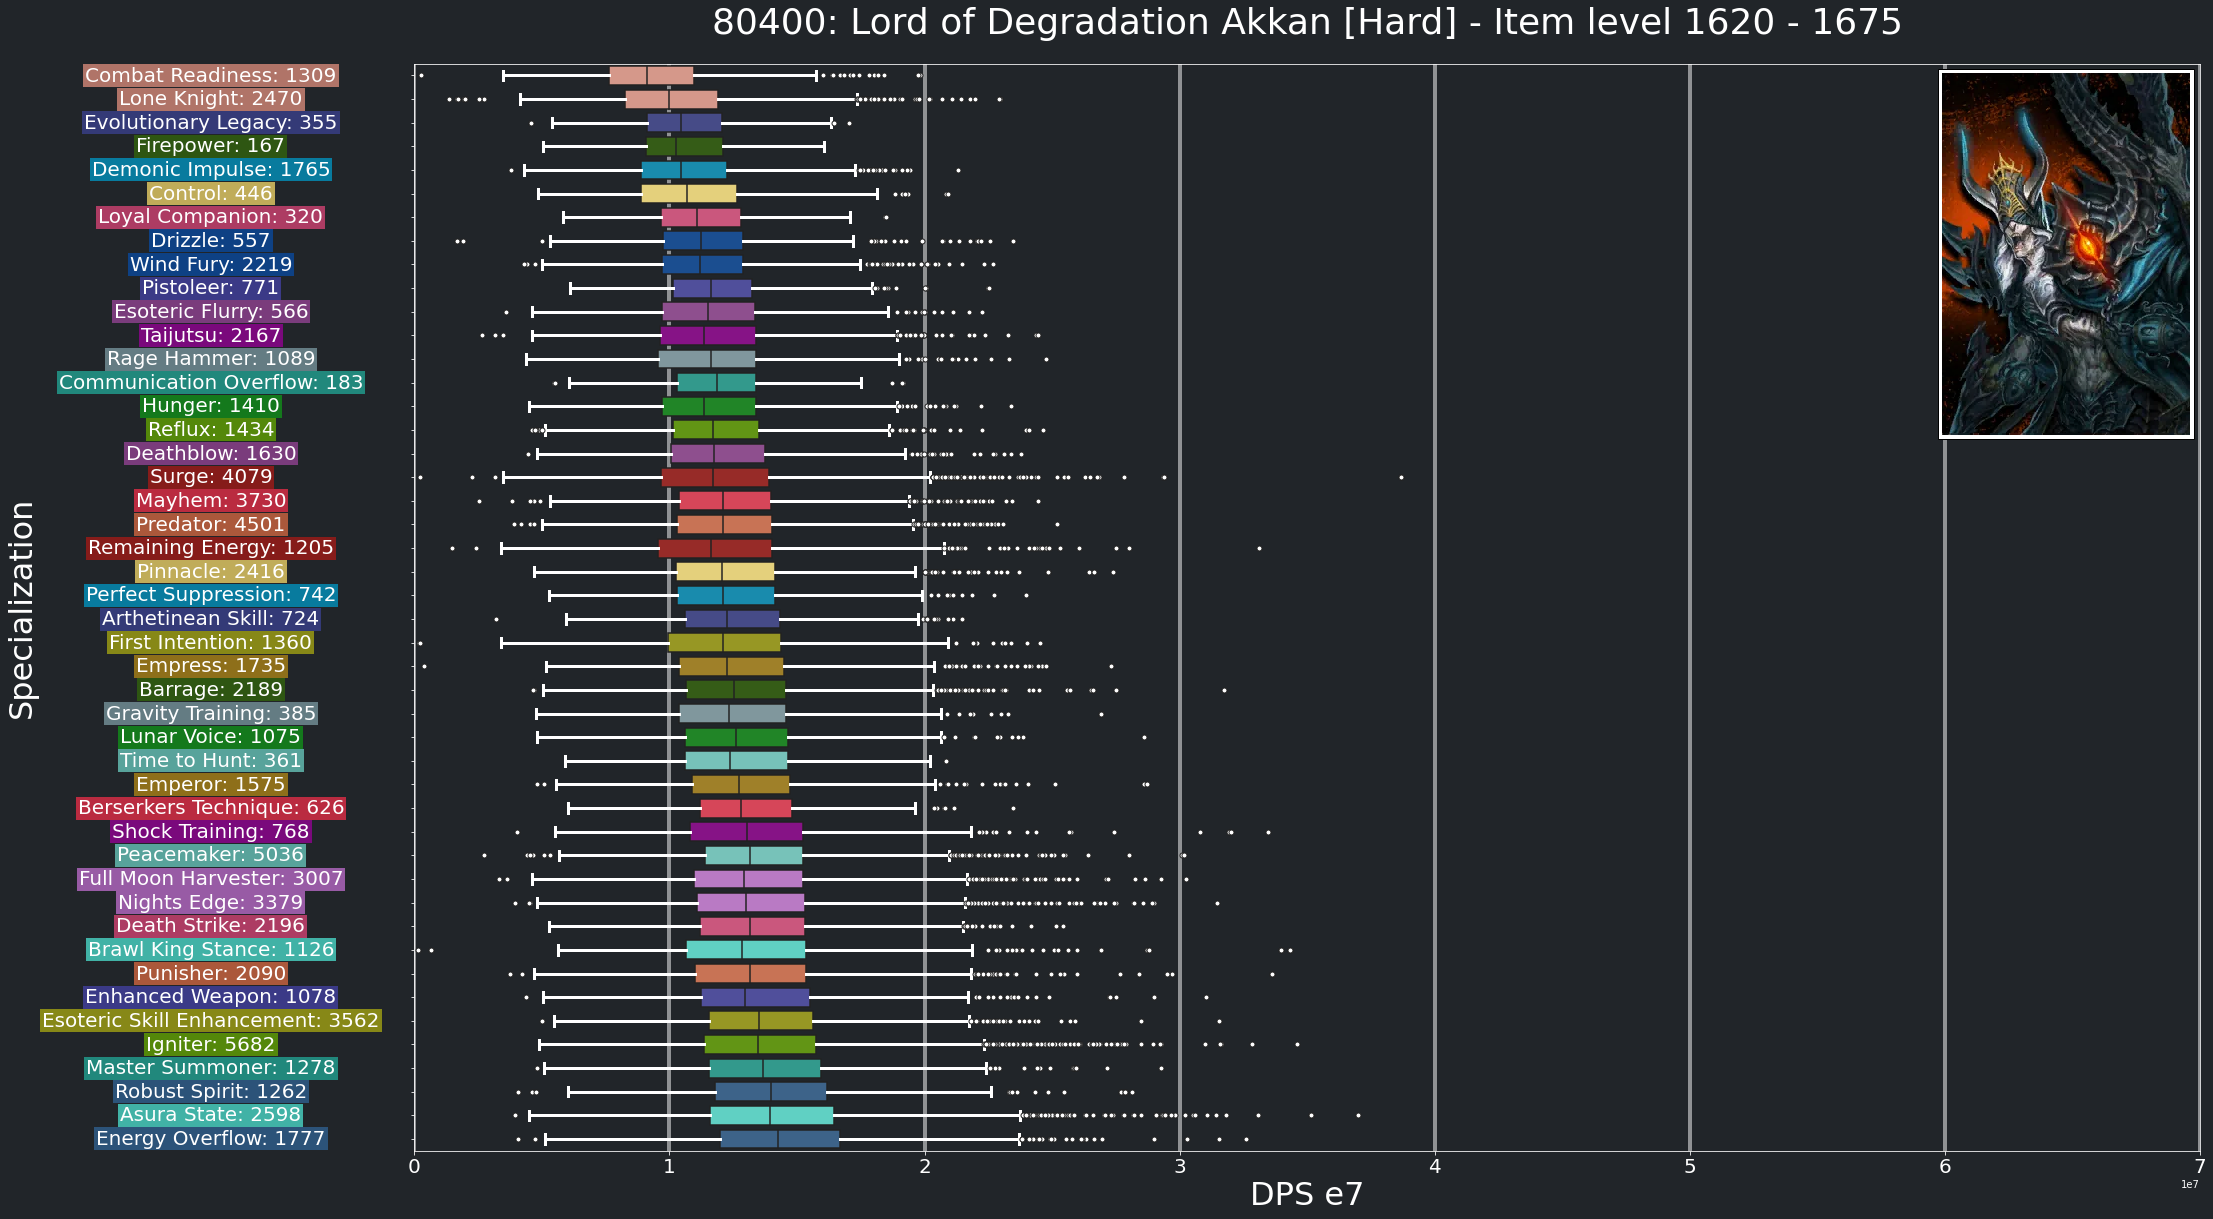 80400: Lord of Degradation Akkan [Hard] - Item level 1620 - 1675
Specialization
Combat Readiness: 1309
Lone Knight: 2470
Evolutionary Legacy: 355
Firepower: 167
Demonic Impulse: 1765
Control: 446
Loyal Companion: 320
Drizzle: 557
Wind Fury: 2219
Pistoleer: 771
Esoteric Flurry: 566
Taijutsu: 2167
Rage Hammer: 1089
Communication Overflow: 183
Hunger: 1410
Reflux: 1434
Deathblow: 1630
Surge: 4079
Mayhem: 3730
Predator: 4501
Remaining Energy: 1205
Pinnacle: 2416
Perfect Suppression: 742
Arthetinean Skill: 724
First Intention: 1360
Empress: 1735
Barrage: 2189
Gravity Training: 385
Lunar Voice: 1075
Time to Hunt: 361
Emperor: 1575
Berserkers Technique: 626
Shock Training: 768
Peacemaker: 5036
Full Moon Harvester: 3007
Nights Edge: 3379
Death Strike: 2196
Brawl King Stance: 1126
Punisher: 2090
Enhanced Weapon: 1078
Esoteric Skill Enhancement: 3562
Igniter: 5682
Master Summoner: 1278
Robust Spirit: 1262
Asura State: 2598
Energy Overflow: 1777
0 1 2 3 4 5 6 7
1e7
DPS e7